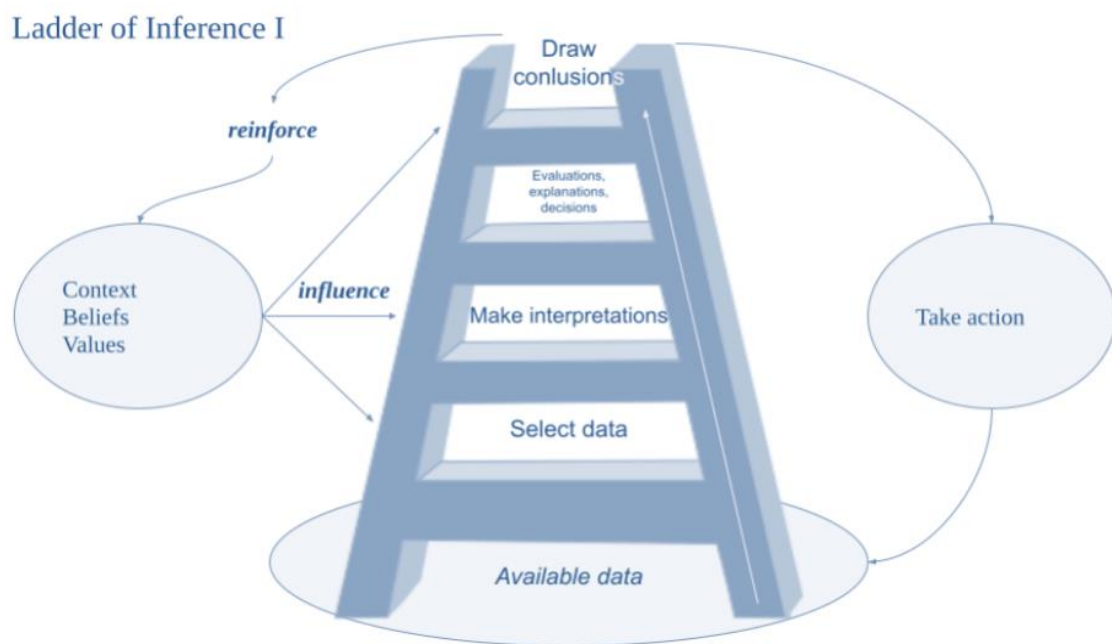 Ladder of Inference I
Draw
conlusions
reinforce
Evaluations,
explanations,
decisions
Context
Beliefs
Values
influence
Make interpretations
Take action
Select data
Available data